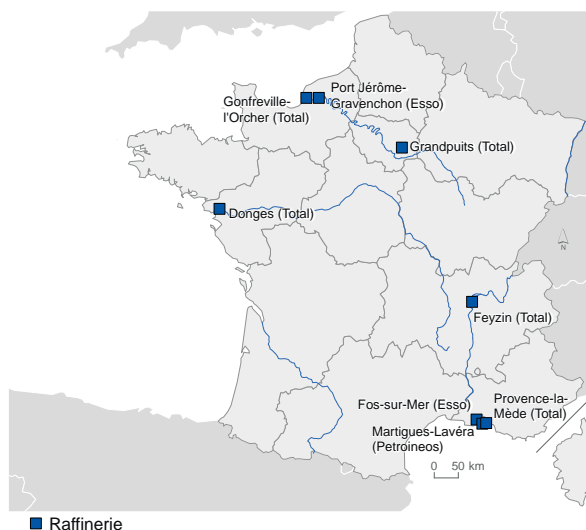 Port Jérôme-
Gravenchon (Esso)
Gonfreville-
l'Orcher (Total)
Grandpuits (Total)
Donges (Total)
N
Feyzin (Total)
Fos-sur-Mer (Esso)
Provence-la-
Mède (Total)
Martigues-Lavéra
(Petroineos)
0 50 km
Raffinerie